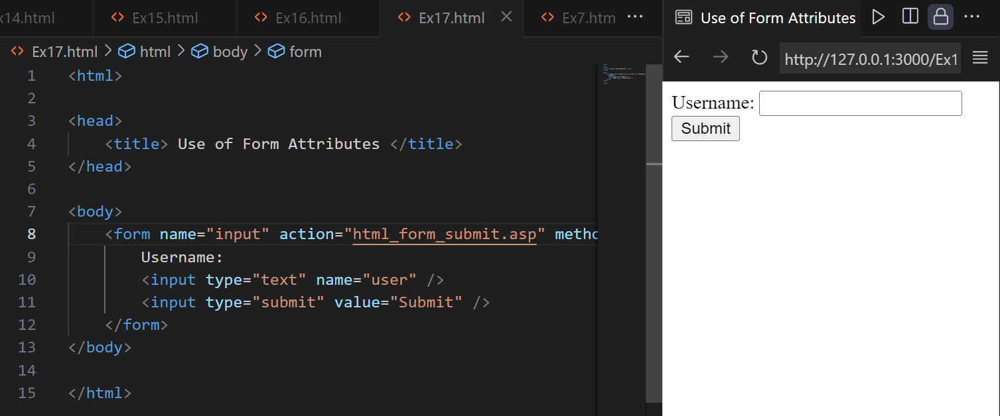 14.html Ex15.html Ex16.html Ex17.html Ex7.htm ...
Ex17.html > html > body > form
1 <html>
2
3 <head>
4 <title> Use of Form Attributes </title>
5 </head>
6
7 <body>
8 <form name="input" action="html_form_submit.asp" metho
9 Username:
10 <input type="text" name="user" />
11 <input type="submit" value="Submit" />
12 </form>
13 </body>
14
15 </html>
Use of Form Attributes ...
http://127.0.0.1:3000/Ex1
Username:
Submit